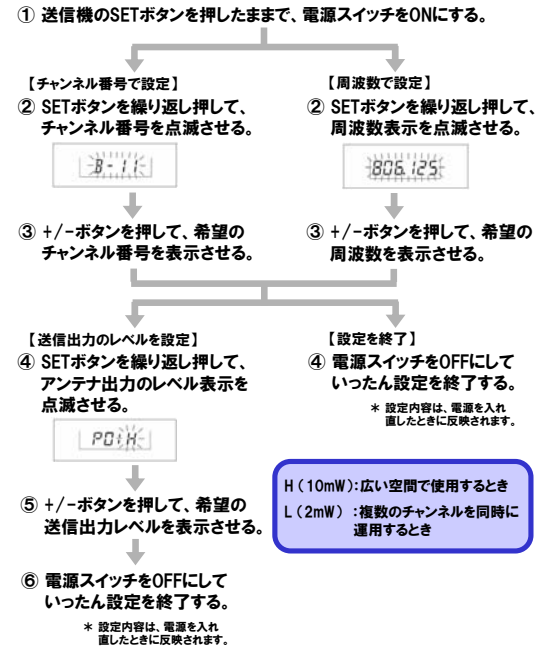 ① 送信機のSETボタンを押したままで、電源スイッチをONにする。
【チャンネル番号で設定】
② SETボタンを繰り返し押して、
チャンネル番号を点滅させる。
B-11
③ +/-ボタンを押して、希望の
チャンネル番号を表示させる。
【周波数で設定】
② SETボタンを繰り返し押して、
周波数表示を点滅させる。
806.125
③ +/-ボタンを押して、希望の
周波数を表示させる。
【送信出力のレベルを設定】
④ SETボタンを繰り返し押して、
アンテナ出力のレベル表示を
点滅させる。
PO:H
⑤ +/-ボタンを押して、希望の
送信出力レベルを表示させる。
⑥ 電源スイッチをOFFにして
いったん設定を終了する。
* 設定内容は、電源を入れ
直したときに反映されます。
【設定を終了】
④ 電源スイッチをOFFにして
いったん設定を終了する。
* 設定内容は、電源を入れ
直したときに反映されます。
H(10mW):広い空間で使用するとき
L(2mW) :複数のチャンネルを同時に
運用するとき